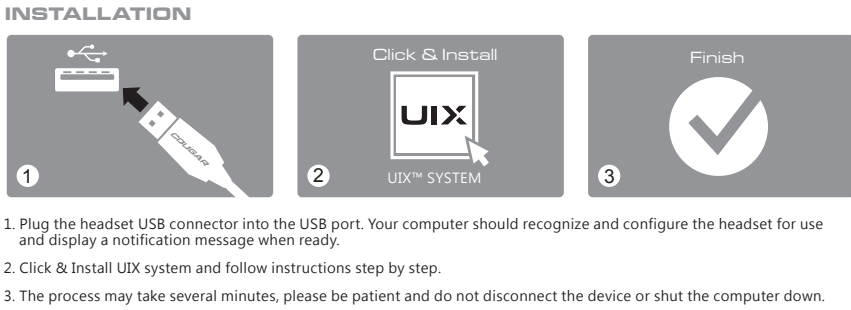 INSTALLATION
COUGAR
1
Click & Install
UIX
UIX™ SYSTEM
2
Finish
3
1. Plug the headset USB connector into the USB port. Your computer should recognize and configure the headset for use
and display a notification message when ready.
2. Click & Install UIX system and follow instructions step by step.
3. The process may take several minutes, please be patient and do not disconnect the device or shut the computer down.